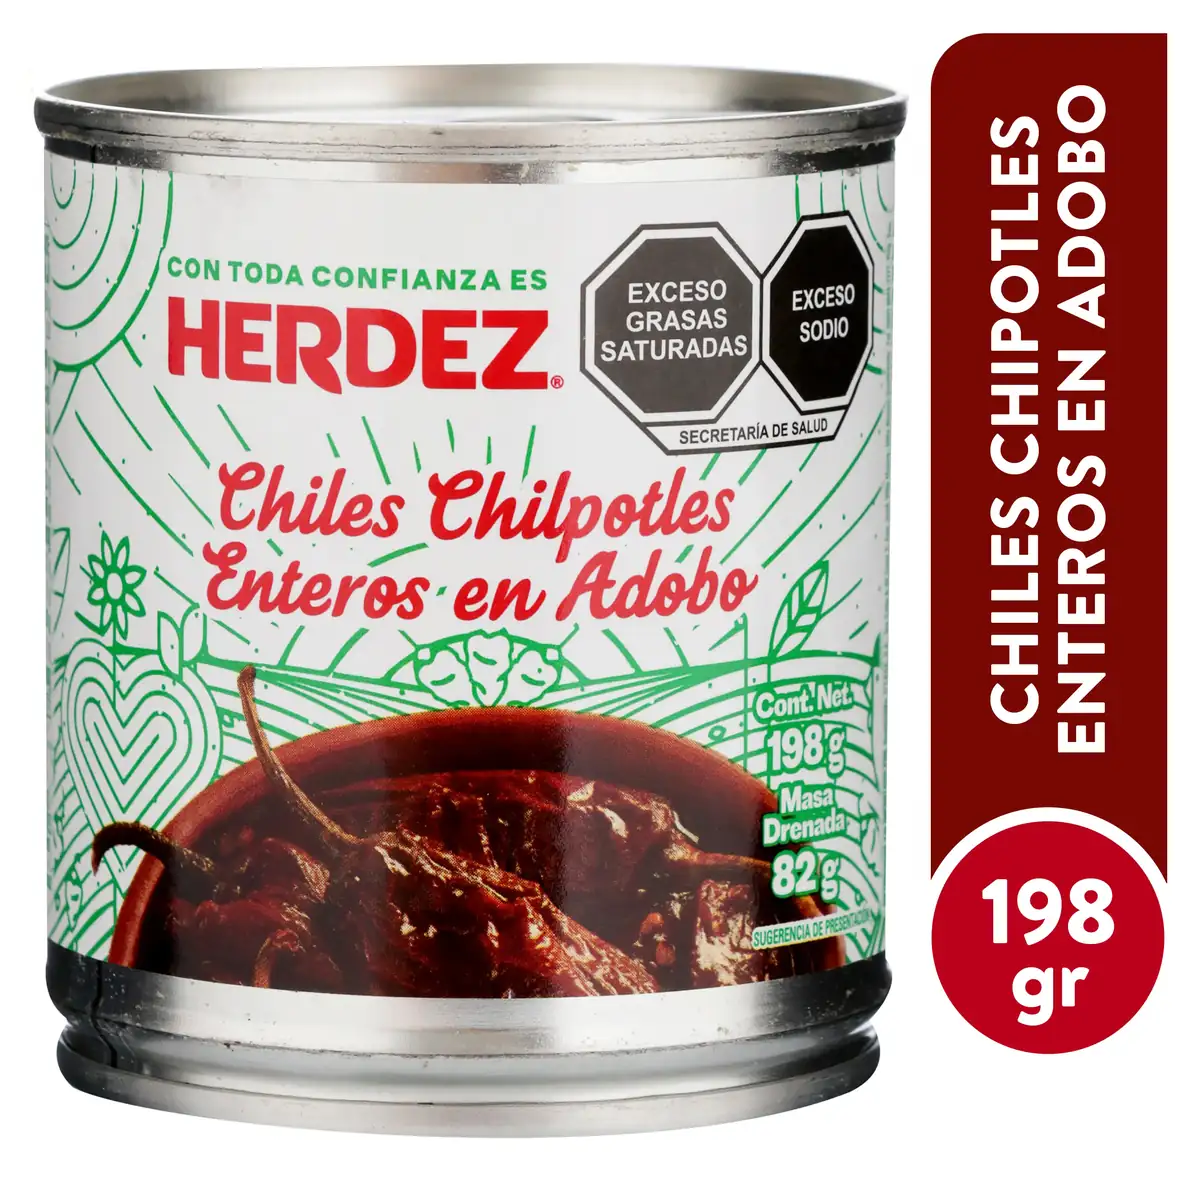 CON TODA CONFIANZA ES
HERDEZ®
EXCESO
GRASAS
SATURADAS
EXCESO
SODIO
SECRETARÍA DE SALUD
Chiles Chilpotles
Enteros en Adobo
Cont. Net.
198 g
Masa
Drenada
82 g
SUGERENCIA DE PRESENTACIÓN
CHILES CHIPOTLES
ENTEROS EN ADOBO
198
gr